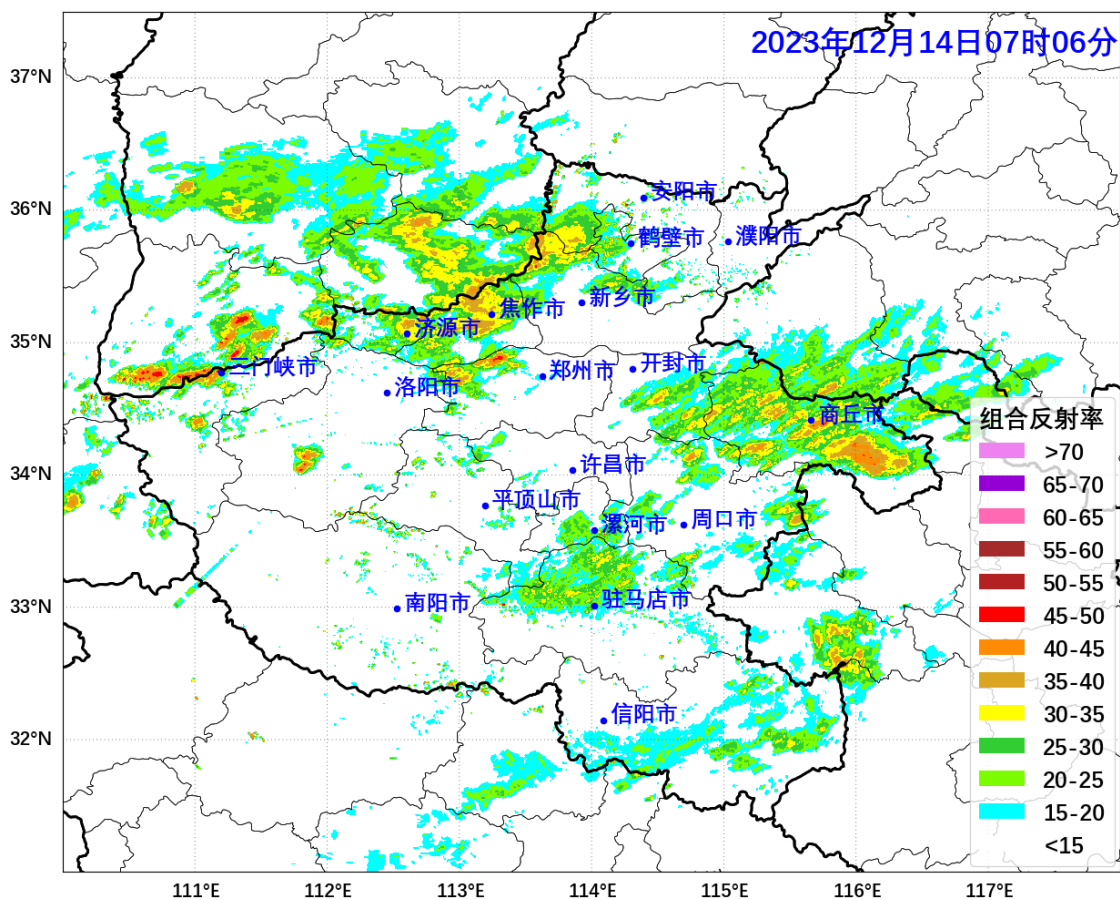 2023年12月14日07时06分
37°N
36°N
35°N
34°N
33°N
32°N
安阳市
鹤壁市
濮阳市
新乡市
焦作市
济源市
三门峡市
洛阳市
郑州市
开封市
商丘市
许昌市
平顶山市
漯河市
周口市
南阳市
驻马店市
信阳市
组合反射率
>70
65-70
60-65
55-60
50-55
45-50
40-45
35-40
30-35
25-30
20-25
15-20
<15
111°E
112°E
113°E
114°E
115°E
116°E
117°E